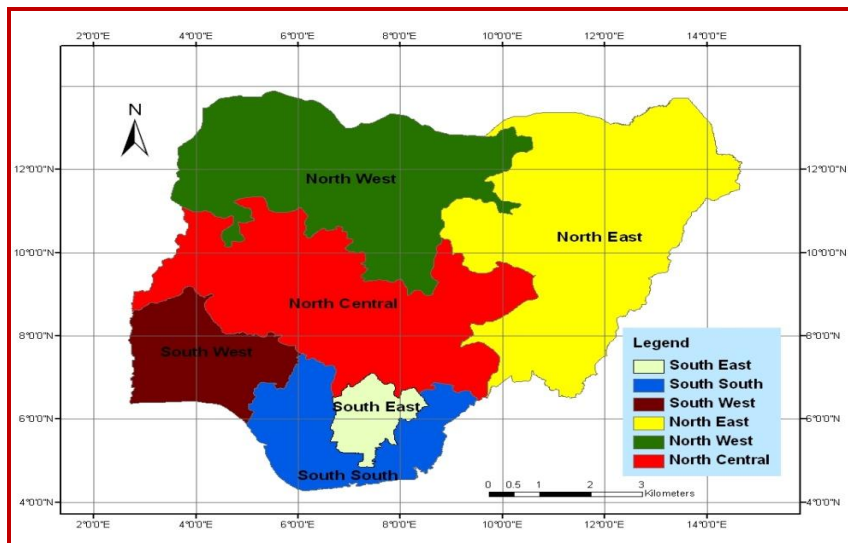 2°0'0"E 4°0'0"E 6°0'0"E 8°0'0"E 10°0'0"E 12°0'0"E 14°0'0"E
N
12°0'0"N 12°0'0"N
North West
10°0'0"N 10°0'0"N
North East
North Central
8°0'0"N 8°0'0"N
South West
Legend
South East
South South
South West
North East
North West
North Central
South East
6°0'0"N 6°0'0"N
South South
0 0.5 1 2 3
Kilometers
4°0'0"N 4°0'0"N
2°0'0"E 4°0'0"E 6°0'0"E 8°0'0"E 10°0'0"E 12°0'0"E 14°0'0"E